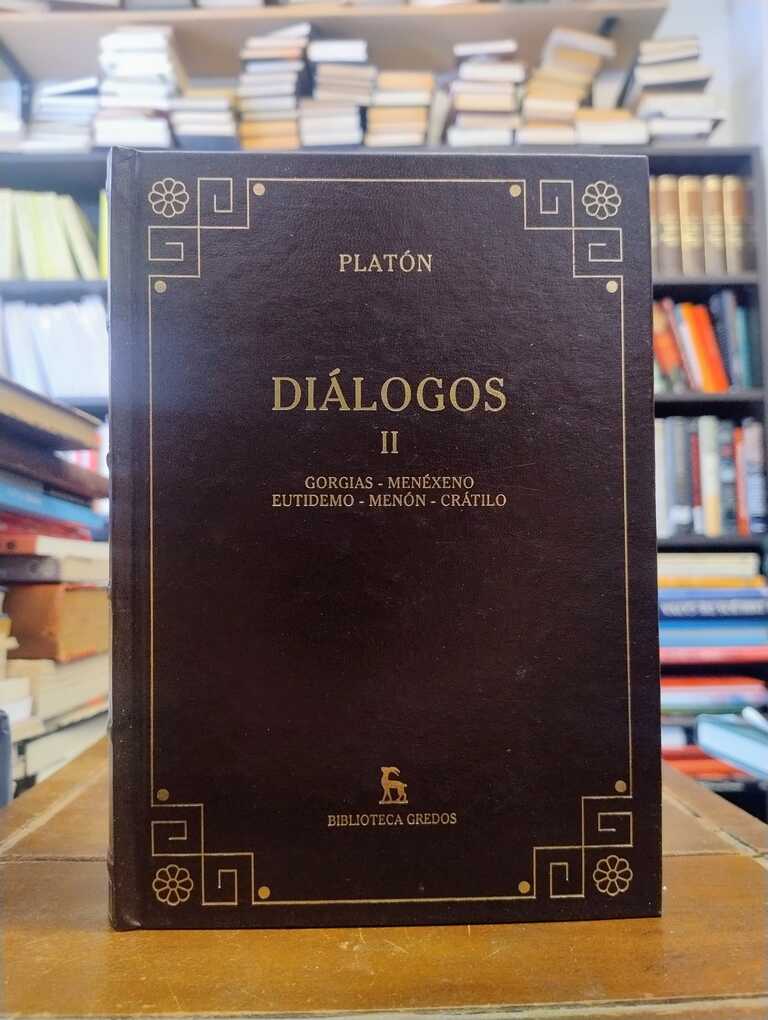 PLATÓN
DIÁLOGOS
II
GORGIAS - MENÉXENO
EUTIDEMO - MENÓN - CRÁTILO
BIBLIOTECA GREDOS